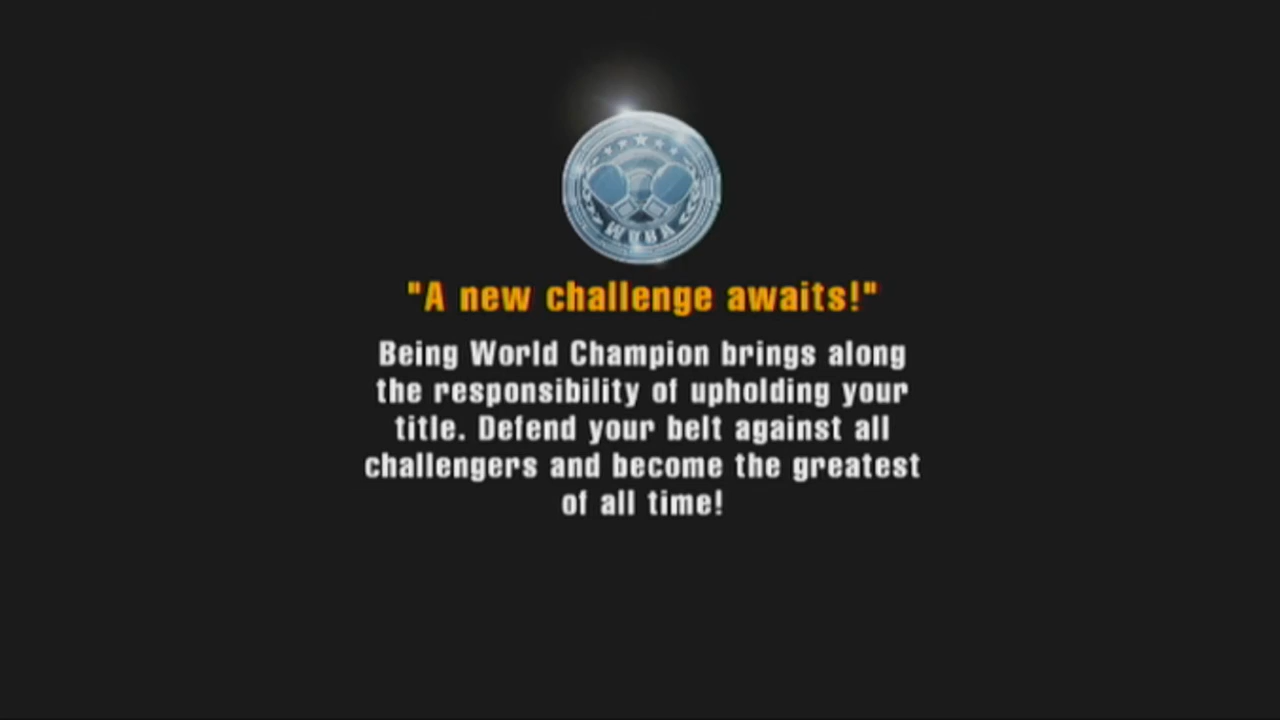 WVBA
"A new challenge awaits!"
Being World Champion brings along
the responsibility of upholding your
title. Defend your belt against all
challengers and become the greatest
of all time!